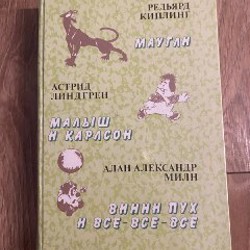 РЕДЬЯРД
КИПЛИНГ
МАУГЛИ
АСТРИД
ЛИНДГРЕН
МАЛЫШ
И КАРЛСОН
АЛАН АЛЕКСАНДР
МИЛН
ВИННИ ПУХ
И ВСЕ-ВСЕ-ВСЕ